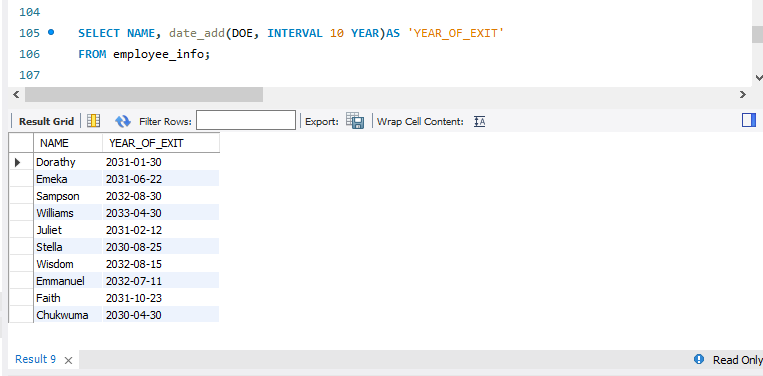 104
105 SELECT NAME, date_add(DOE, INTERVAL 10 YEAR)AS 'YEAR_OF_EXIT'
106 FROM employee_info;
107
Result Grid Filter Rows: Export: Wrap Cell Content: IA
NAME YEAR_OF_EXIT
Dorathy 2031-01-30
Emeka 2031-06-22
Sampson 2032-08-30
Williams 2033-04-30
Juliet 2031-02-12
Stella 2030-08-25
Wisdom 2032-08-15
Emmanuel 2032-07-11
Faith 2031-10-23
Chukwuma 2030-04-30
Result 9 Read Only